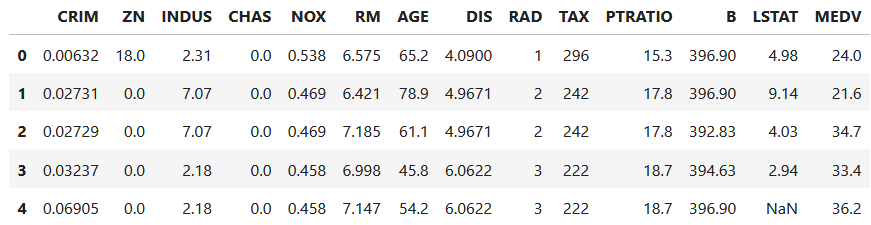 CRIM ZN INDUS CHAS NOX RM AGE DIS RAD TAX PTRATIO B LSTAT MEDV
0 0.00632 18.0 2.31 0.0 0.538 6.575 65.2 4.0900 1 296 15.3 396.90 4.98 24.0
1 0.02731 0.0 7.07 0.0 0.469 6.421 78.9 4.9671 2 242 17.8 396.90 9.14 21.6
2 0.02729 0.0 7.07 0.0 0.469 7.185 61.1 4.9671 2 242 17.8 392.83 4.03 34.7
3 0.03237 0.0 2.18 0.0 0.458 6.998 45.8 6.0622 3 222 18.7 394.63 2.94 33.4
4 0.06905 0.0 2.18 0.0 0.458 7.147 54.2 6.0622 3 222 18.7 396.90 NaN 36.2